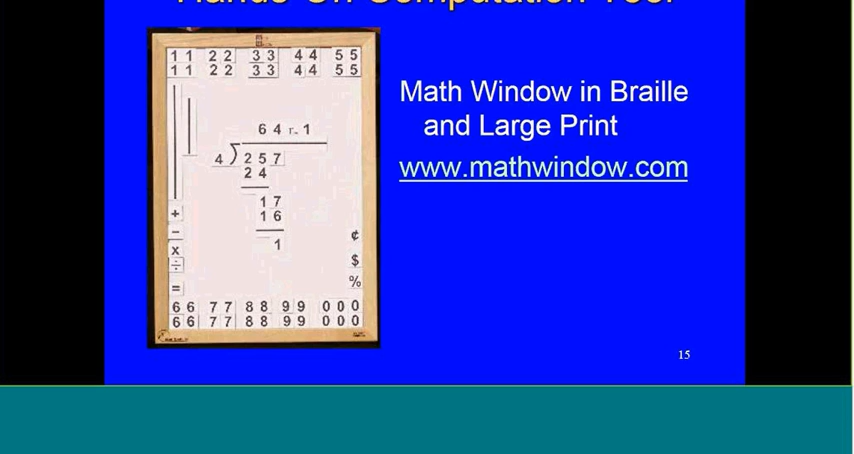 Hands-On Computation Tool
1 1 2 2 3 3 4 4 5 5
1 1 2 2 3 3 4 4 5 5
6 4 r. 1
4 2 5 7
2 4
1 7
1 6
1
+
−
x
÷
=
¢
$
%
6 6 7 7 8 8 9 9 0 0 0
6 6 7 7 8 8 9 9 0 0 0
Math Window in Braille
and Large Print
www.mathwindow.com
15